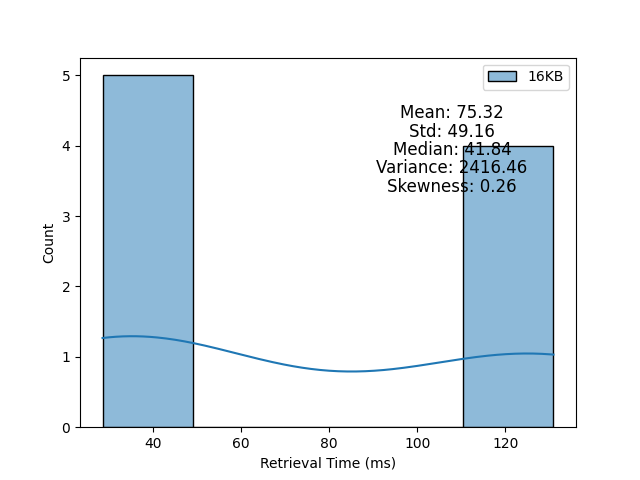 16KB
Mean: 75.32
Std: 49.16
Median: 41.84
Variance: 2416.46
Skewness: 0.26
5
4
3
2
1
0
Count
40 60 80 100 120
Retrieval Time (ms)